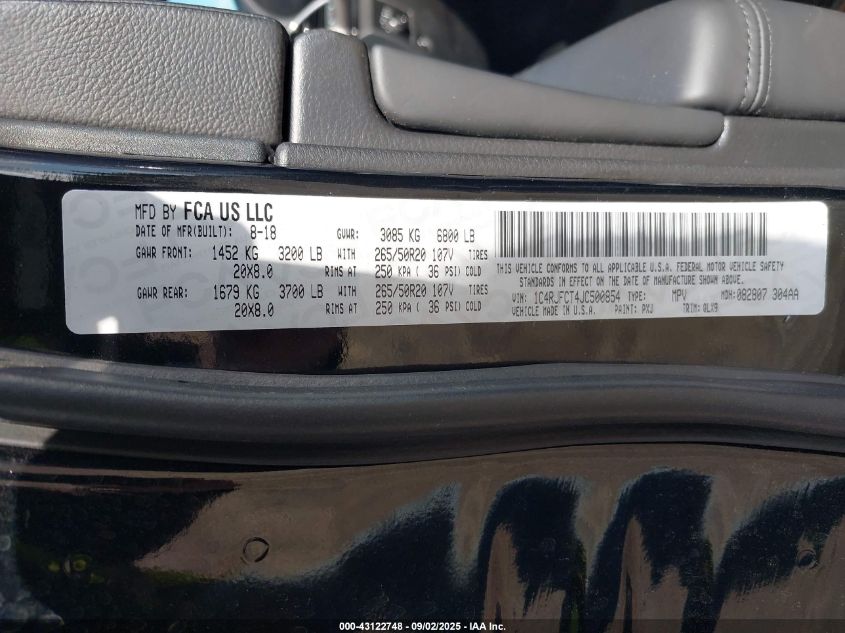 MFD BY FCA US LLC
DATE OF MFR(BUILT): 8-18 GVWR: 3085 KG 6800 LB
GAWR FRONT: 1452 KG 3200 LB WITH 265/50R20 107V TIRES
20X8.0 RIMS AT 250 KPA ( 36 PSI) COLD
GAWR REAR: 1679 KG 3700 LB WITH 265/50R20 107V TIRES
20X8.0 RIMS AT 250 KPA ( 36 PSI) COLD
THIS VEHICLE CONFORMS TO ALL APPLICABLE U.S.A. FEDERAL MOTOR VEHICLE SAFETY
STANDARDS IN EFFECT ON THE DATE OF MANUFACTURE SHOWN ABOVE.
VIN: 1C4RJFCT4JC500854 TYPE: MPV MDH: 082807 304AA
VEHICLE MADE IN U.S.A. PAINT: PXJ TRIM: QLX9
000-43122748 - 09/02/2025 - IAA Inc.